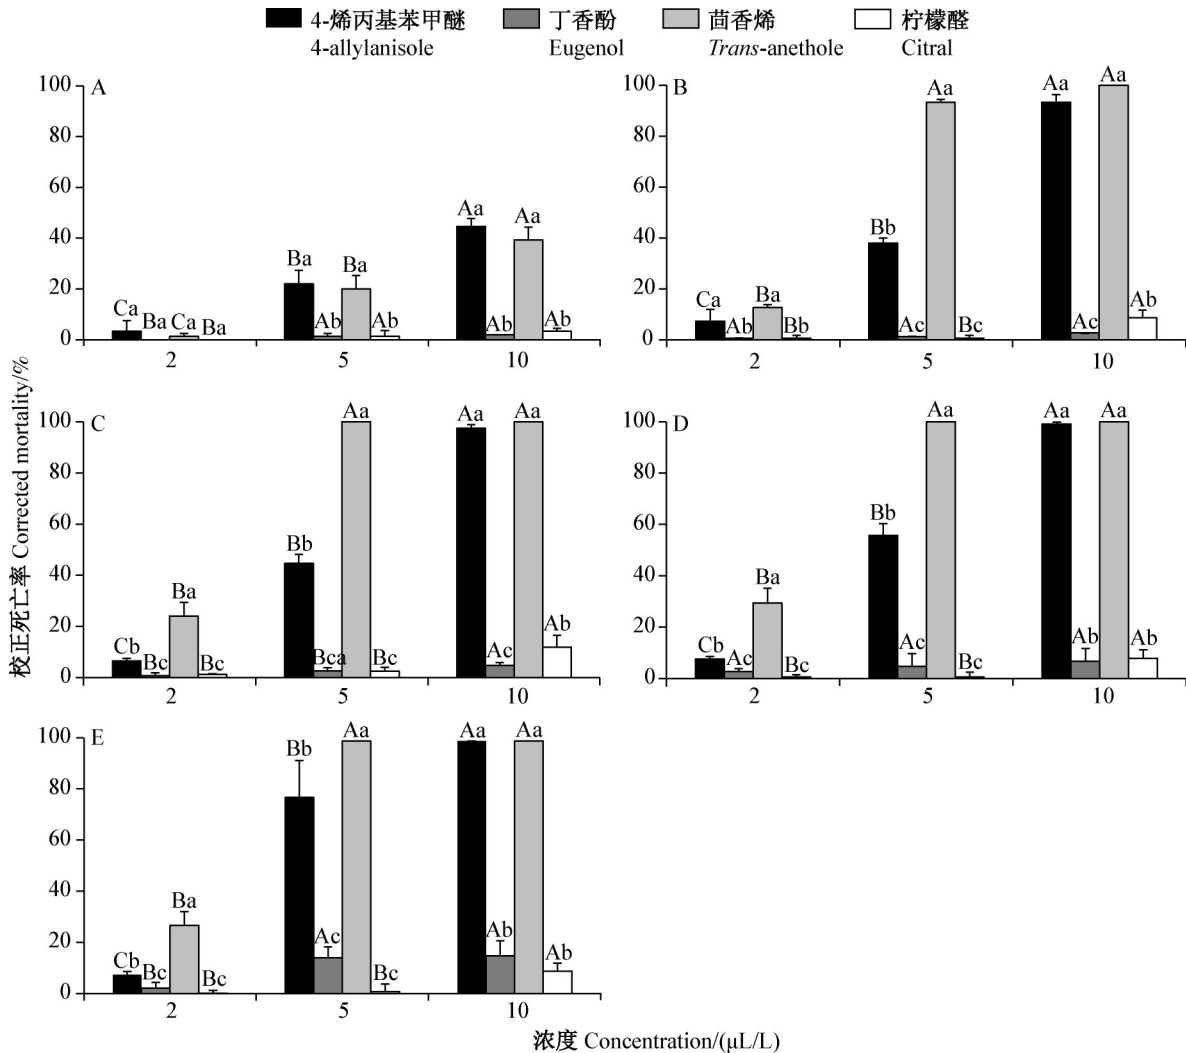 4-烯丙基苯甲醚 丁香酚 茴香烯 柠檬醛
4-allylanisole Eugenol Trans-anethole Citral
校正死亡率 Corrected mortality/%
A
100
80
60
40
20
0
Ca Ba Ca Ba
Ba Ab Ba Ab
Aa Ab Aa Ab
2 5 10
B
100
80
60
40
20
0
Ca Ab Ba Bb
Bb Ac Aa Bc
Aa Ac Aa Ab
2 5 10
C
100
80
60
40
20
0
Cb Bc Ba Bc
Bb Bca Aa Bc
Aa Ac Aa Ab
2 5 10
D
100
80
60
40
20
0
Cb Ac Ba Bc
Bb Ac Aa Bc
Aa Ab Aa Ab
2 5 10
E
100
80
60
40
20
0
Cb Bc Ba Bc
Bb Ac Aa Bc
Aa Ab Aa Ab
2 5 10
浓度 Concentration/(μL/L)